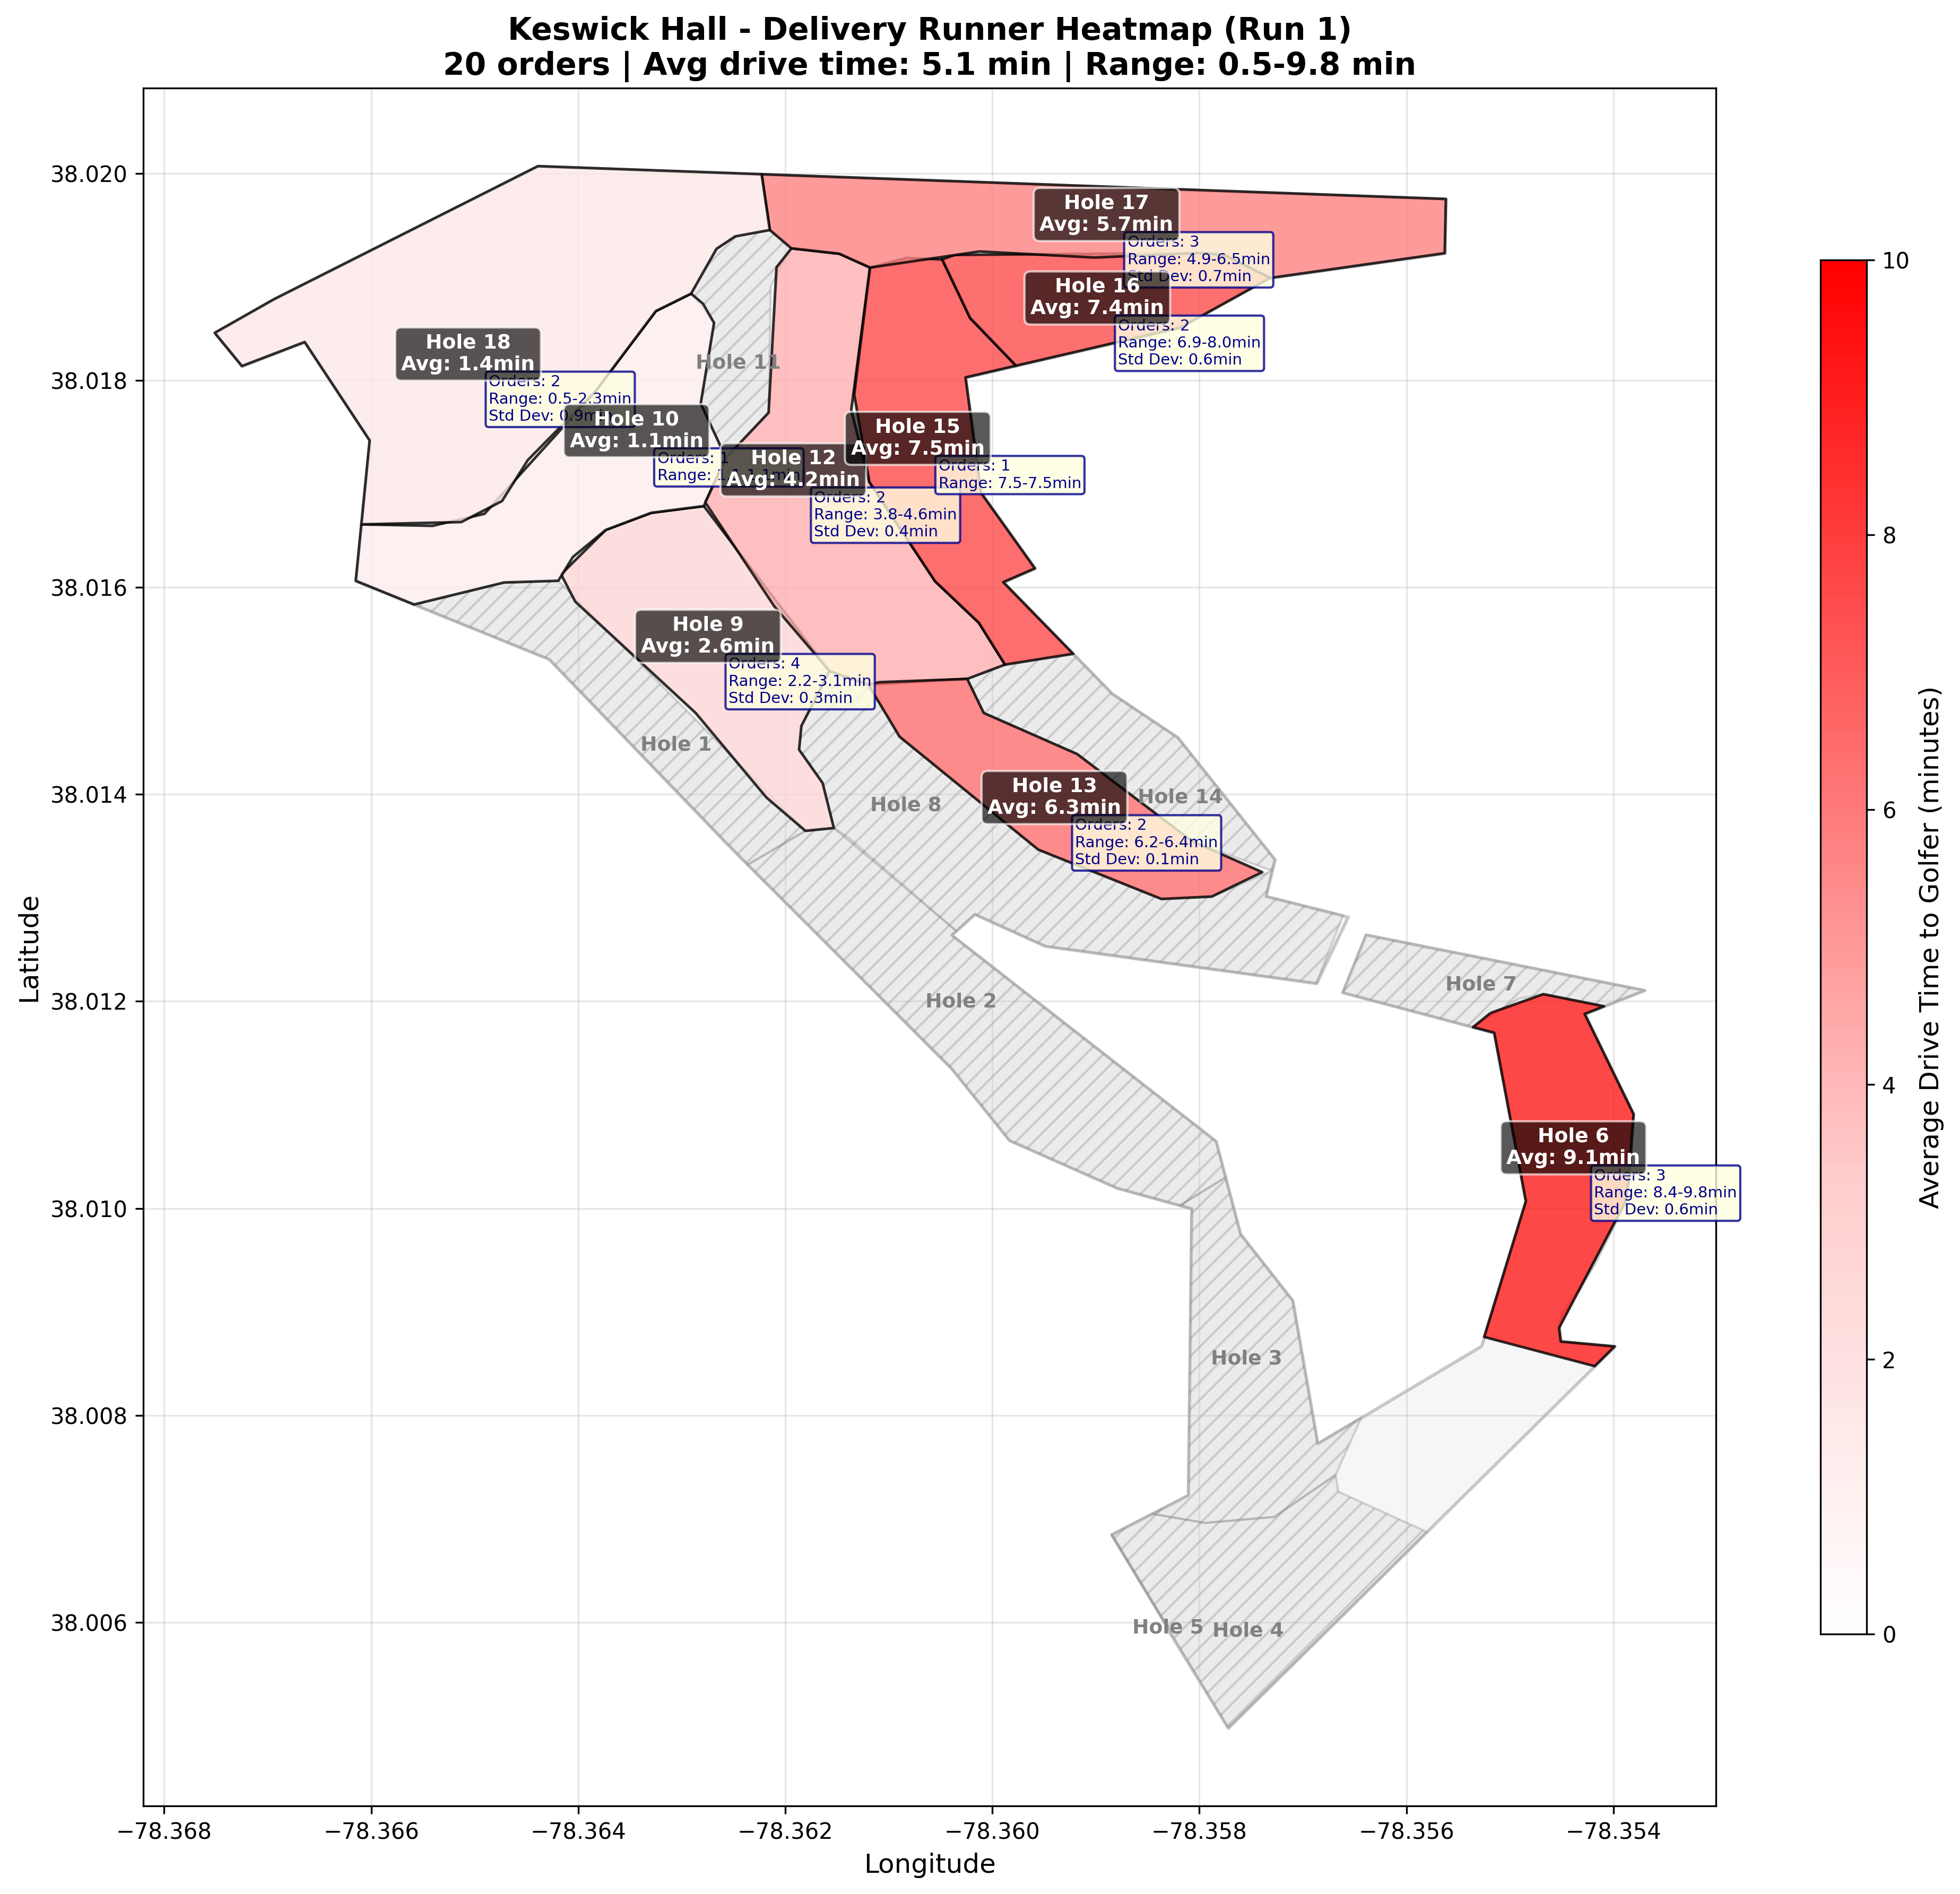 Keswick Hall - Delivery Runner Heatmap (Run 1)
20 orders | Avg drive time: 5.1 min | Range: 0.5-9.8 min
Latitude
38.020
38.018
38.016
38.014
38.012
38.010
38.008
38.006
Hole 17
Avg: 5.7min
Orders: 3
Range: 4.9-6.5min
Std Dev: 0.7min
Hole 16
Avg: 7.4min
Orders: 2
Range: 6.9-8.0min
Std Dev: 0.6min
Hole 18
Avg: 1.4min
Orders: 2
Range: 0.5-2.3min
Std Dev: 0.9min
Hole 11
Hole 10
Avg: 1.1min
Orders: 1
Range:
Hole 12
Avg: 4.2min
Orders: 2
Range: 3.8-4.6min
Std Dev: 0.4min
Hole 15
Avg: 7.5min
Orders: 1
Range: 7.5-7.5min
Hole 9
Avg: 2.6min
Orders: 4
Range: 2.2-3.1min
Std Dev: 0.3min
Hole 1
Hole 8
Hole 13
Avg: 6.3min
Orders: 2
Range: 6.2-6.4min
Std Dev: 0.1min
Hole 14
Hole 2
Hole 7
Hole 6
Avg: 9.1min
Orders: 3
Range: 8.4-9.8min
Std Dev: 0.6min
Hole 3
Hole 5
Hole 4
−78.368
−78.366
−78.364
−78.362
−78.360
−78.358
−78.356
−78.354
Longitude
10
8
6
4
2
0
Average Drive Time to Golfer (minutes)